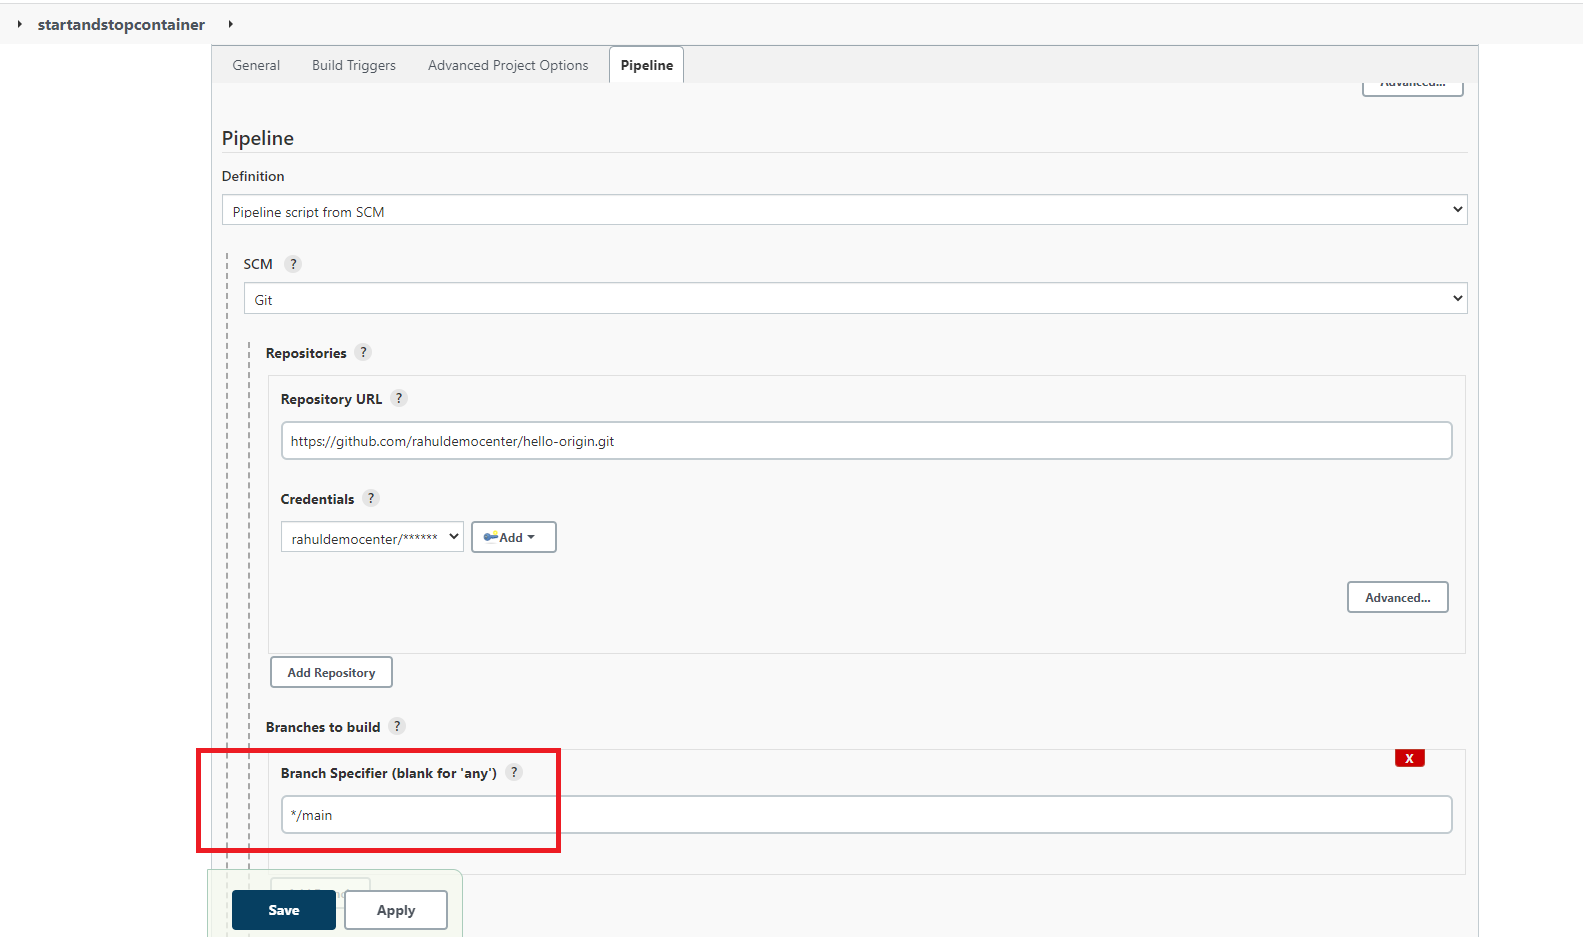 startandstopcontainer
General Build Triggers Advanced Project Options Pipeline
Advanced...
Pipeline
Definition
Pipeline script from SCM
SCM ?
Git
Repositories ?
Repository URL ?
https://github.com/rahuldemocenter/hello-origin.git
Credentials ?
rahuldemocenter/****** Add
Advanced...
Add Repository
Branches to build ?
X
Branch Specifier (blank for 'any') ?
*/main
Save Apply